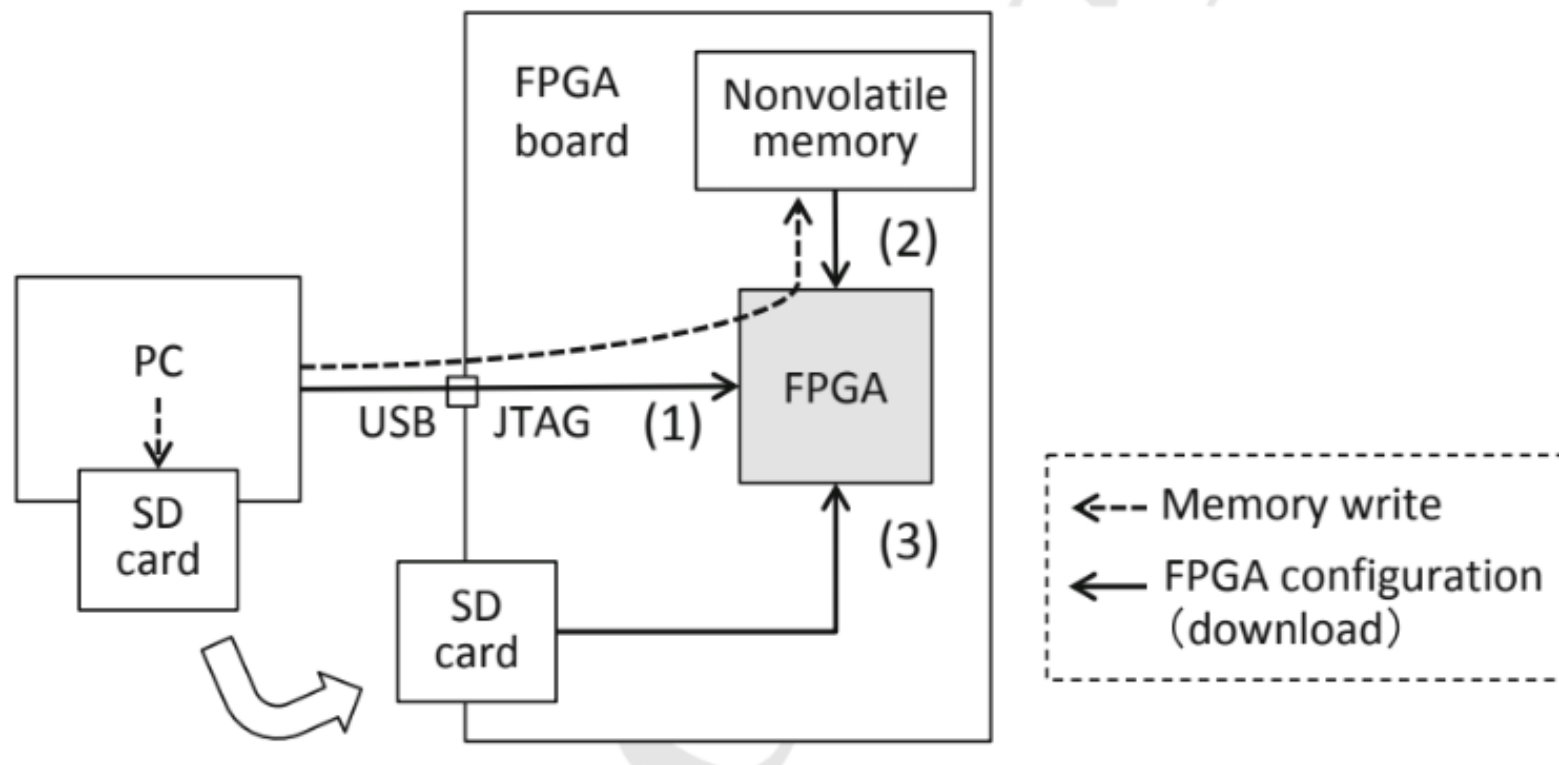 FPGA
board
Nonvolatile
memory
(2)
PC
FPGA
USB
JTAG
(1)
SD
card
(3)
SD
card
Memory write
FPGA configuration
（download）